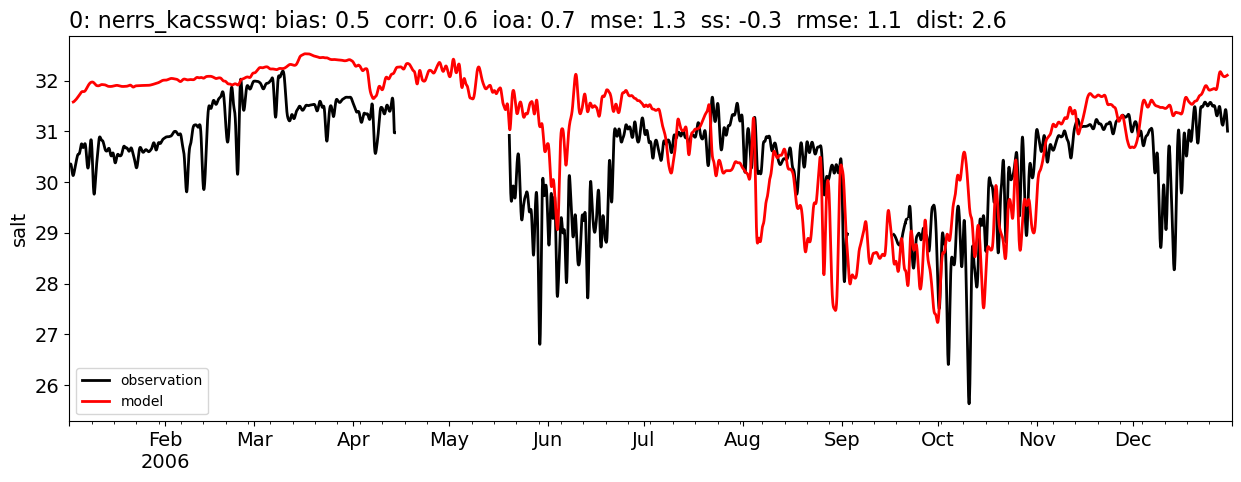 0: nerrs_kacsswq: bias: 0.5 corr: 0.6 ioa: 0.7 mse: 1.3 ss: -0.3 rmse: 1.1 dist: 2.6
salt
32
31
30
29
28
27
26
observation
model
Feb Mar Apr May Jun Jul Aug Sep Oct Nov Dec
2006